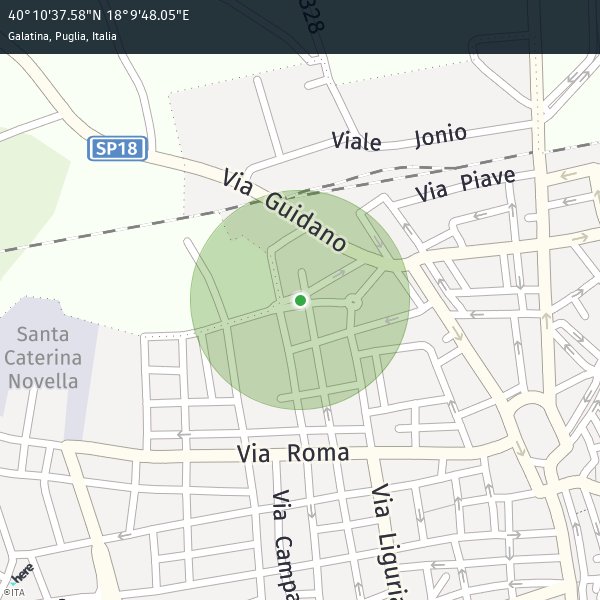 40°10'37.58"N 18°9'48.05"E
Galatina, Puglia, Italia
328
Viale Jonio
SP18
Via Piave
Via Guidano
Santa
Caterina
Novella
Via Roma
Via Campa
Via Liguria
here
©ITA